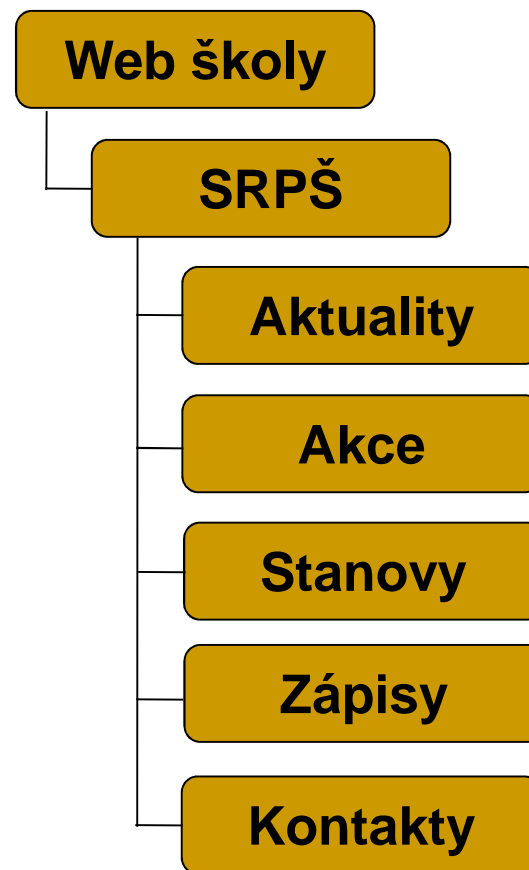 Web školy
SRPŠ
Aktuality
Akce
Stanovy
Zápisy
Kontakty